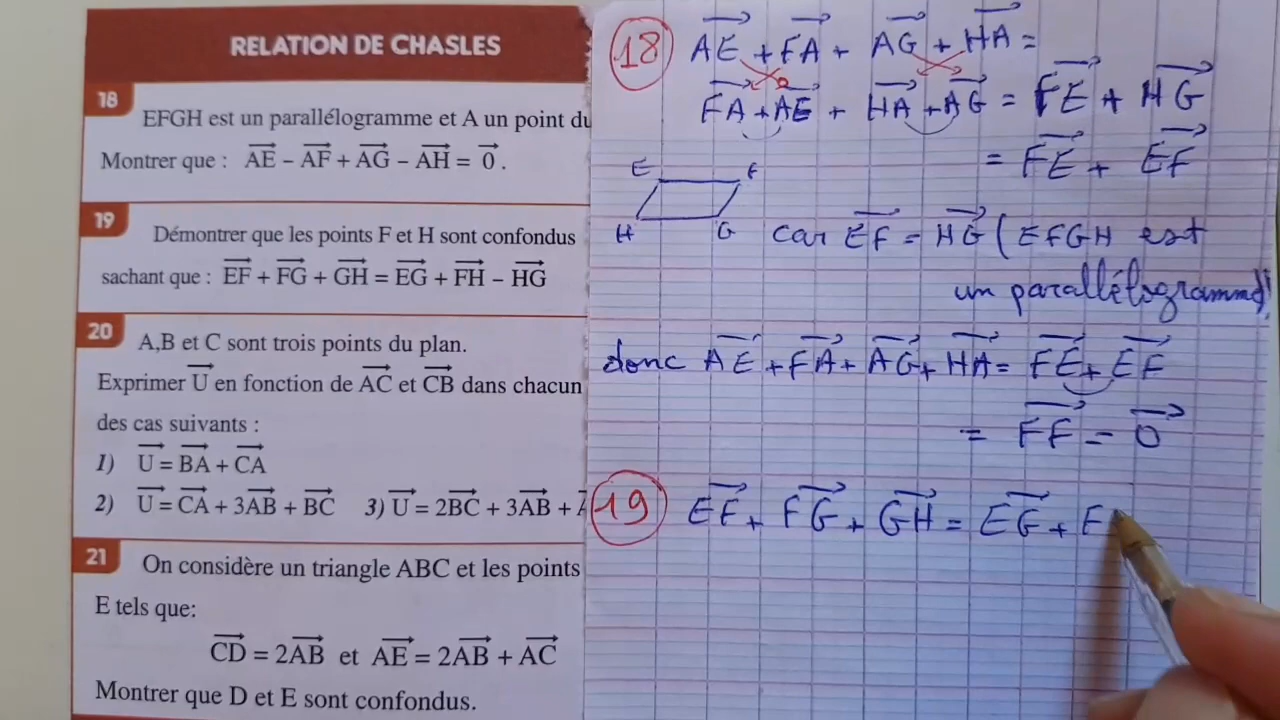 RELATION DE CHASLES
18
EFGH est un parallélogramme et A un point du
Montrer que : AE⃗ − AF⃗ + AG⃗ − AH⃗ = 0⃗ .
19
Démontrer que les points F et H sont confondus
sachant que : EF⃗ + FG⃗ + GH⃗ = EG⃗ + FH⃗ − HG⃗
20
A,B et C sont trois points du plan.
Exprimer U⃗ en fonction de AC⃗ et CB⃗ dans chacun
des cas suivants :
1) U⃗ = BA⃗ + CA⃗
2) U⃗ = CA⃗ + 3AB⃗ + BC⃗ 3) U⃗ = 2BC⃗ + 3AB⃗ +
21
On considère un triangle ABC et les points
E tels que:
CD⃗ = 2AB⃗ et AE⃗ = 2AB⃗ + AC⃗
Montrer que D et E sont confondus.
18 AE⃗ + FA⃗ + AG⃗ + HA⃗ =
FA⃗ + AE⃗ + HA⃗ + AG⃗ = FE⃗ + HG⃗
= FE⃗ + EF⃗
E F
H G
car EF⃗ = HG⃗ ( EFGH est
un parallélogramme)
donc AE⃗ + FA⃗ + AG⃗ + HA⃗ = FE⃗ + EF⃗
= FF⃗ = 0⃗
19 EF⃗ + FG⃗ + GH⃗ = EG⃗ +